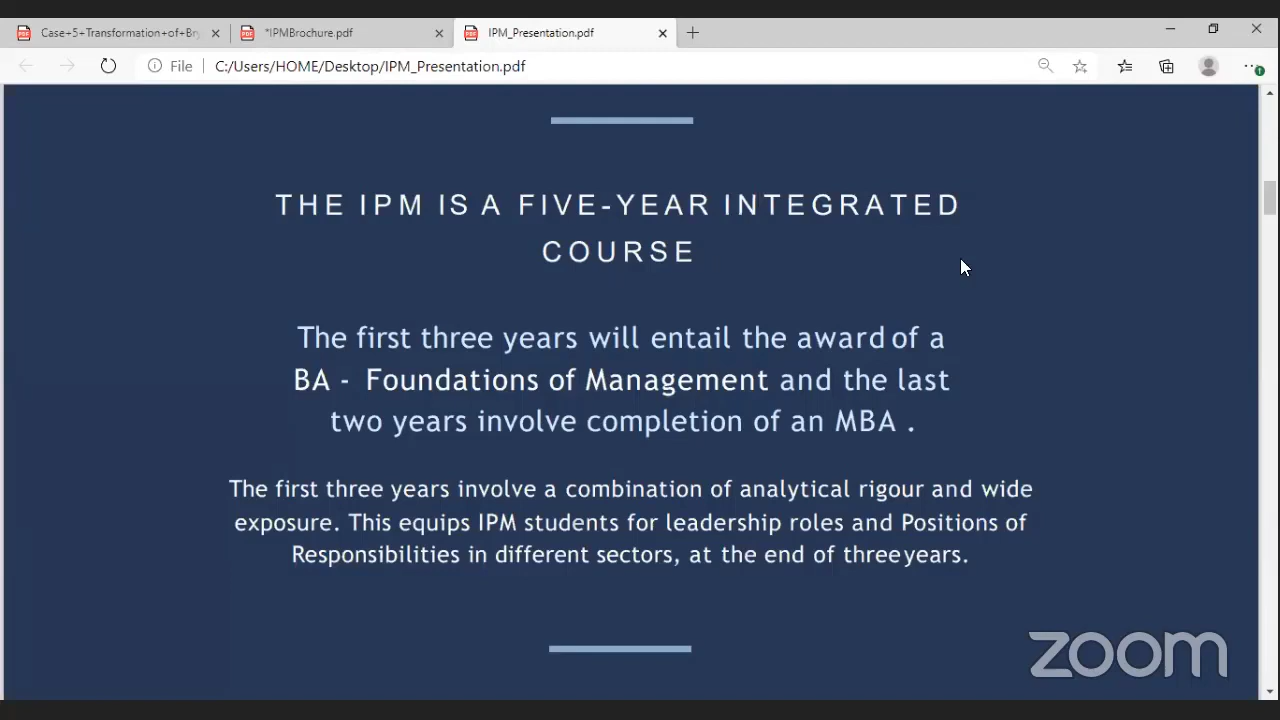 Case+5+Transformation+of+Br
*IPMBrochure.pdf
IPM_Presentation.pdf
File
C:/Users/HOME/Desktop/IPM_Presentation.pdf
THE IPM IS A FIVE-YEAR INTEGRATED
COURSE
The first three years will entail the award of a
BA - Foundations of Management and the last
two years involve completion of an MBA .
The first three years involve a combination of analytical rigour and wide
exposure. This equips IPM students for leadership roles and Positions of
Responsibilities in different sectors, at the end of three years.
zoom